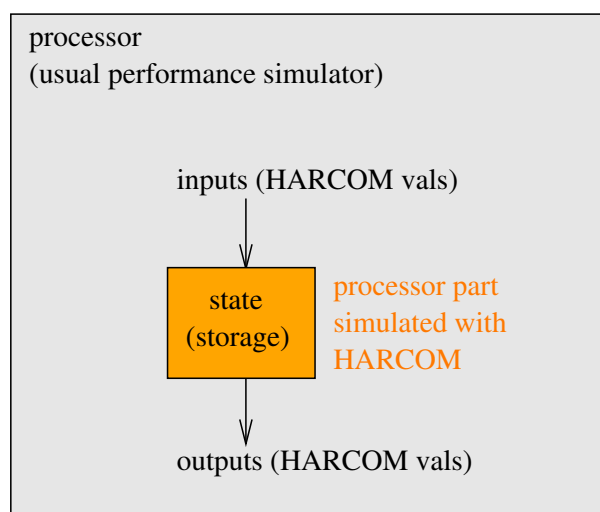 processor
(usual performance simulator)
inputs (HARCOM vals)
state
(storage)
processor part
simulated with
HARCOM
outputs (HARCOM vals)